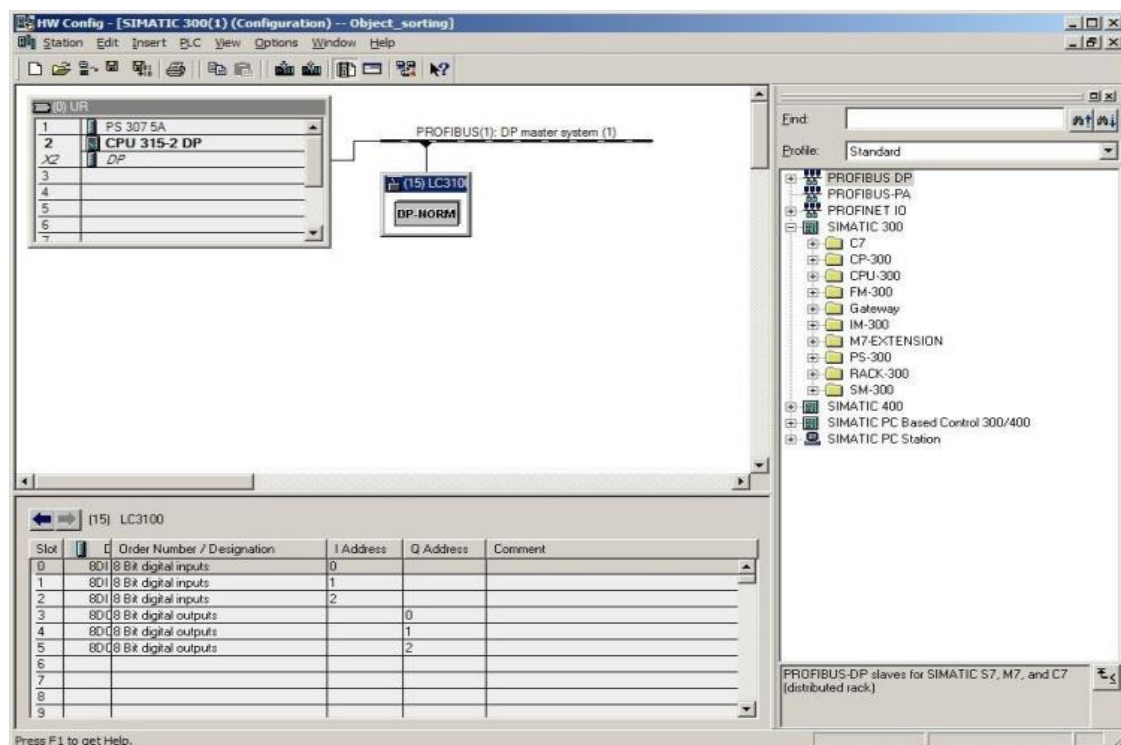 HW Config - [SIMATIC 300(1) (Configuration) -- Object_sorting]
Station Edit Insert PLC View Options Window Help
(0) UR
1 PS 307 5A
2 CPU 315-2 DP
X2 DP
3
4
5
6
7
PROFIBUS(1): DP master system (1)
(15) LC310
DP-NORM
Find:
Profile: Standard
PROFIBUS DP
PROFIBUS-PA
PROFINET IO
SIMATIC 300
C7
CP-300
CPU-300
FM-300
Gateway
IM-300
M7-EXTENSION
PS-300
RACK-300
SM-300
SIMATIC 400
SIMATIC PC Based Control 300/400
SIMATIC PC Station
(15) LC3100
Slot D Order Number / Designation I Address Q Address Comment
0 8DI 8 Bit digital inputs 0
1 8DI 8 Bit digital inputs 1
2 8DI 8 Bit digital inputs 2
3 8DO 8 Bit digital outputs 0
4 8DO 8 Bit digital outputs 1
5 8DO 8 Bit digital outputs 2
6
7
8
9
PROFIBUS-DP slaves for SIMATIC S7, M7, and C7
(distributed rack)
Press F1 to get Help.